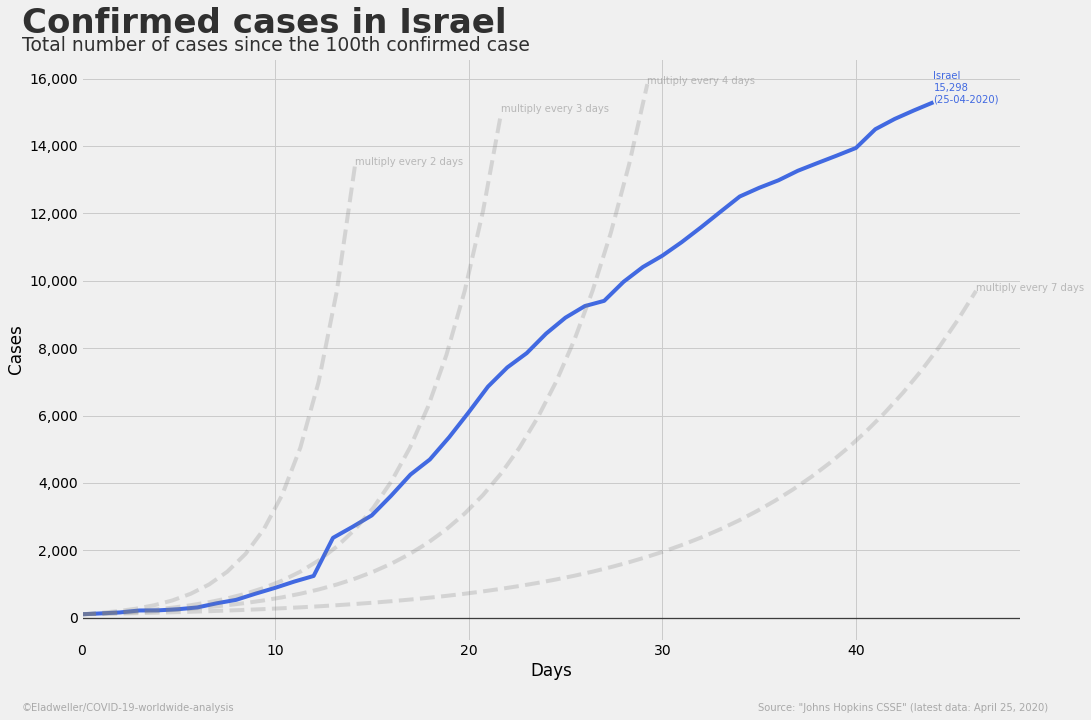 Confirmed cases in Israel
Total number of cases since the 100th confirmed case
16,000
14,000
12,000
10,000
8,000
6,000
4,000
2,000
0
Cases
multiply every 2 days
multiply every 3 days
multiply every 4 days
Israel
15,298
(25-04-2020)
multiply every 7 days
0
10
20
30
40
Days
©Eladweller/COVID-19-worldwide-analysis
Source: "Johns Hopkins CSSE" (latest data: April 25, 2020)